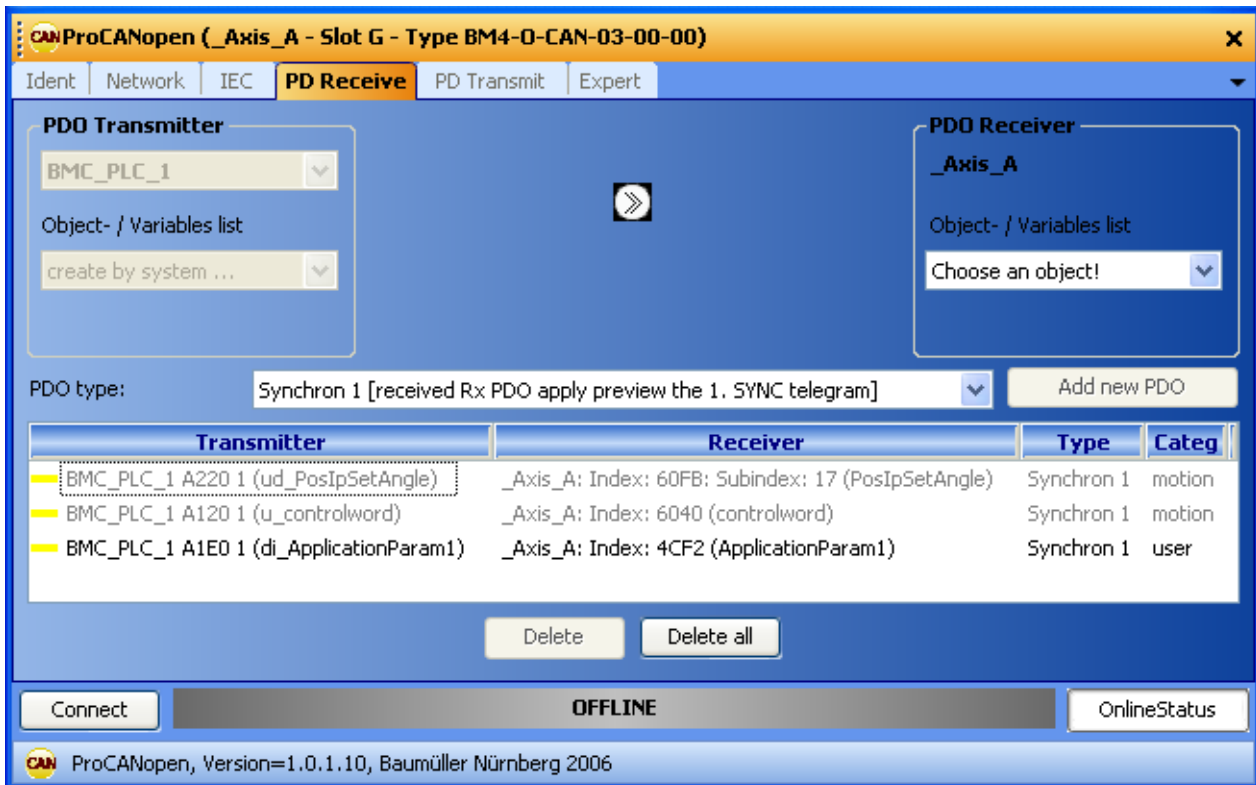 CAN ProCANopen (_Axis_A - Slot G - Type BM4-O-CAN-03-00-00)
Ident Network IEC PD Receive PD Transmit Expert
PDO Transmitter
BMC_PLC_1
Object- / Variables list
create by system ...
PDO Receiver
_Axis_A
Object- / Variables list
Choose an object!
PDO type: Synchron 1 [received Rx PDO apply preview the 1. SYNC telegram] Add new PDO
Transmitter Receiver Type Categ
BMC_PLC_1 A220 1 (ud_PosIpSetAngle) _Axis_A: Index: 60FB: Subindex: 17 (PosIpSetAngle) Synchron 1 motion
BMC_PLC_1 A120 1 (u_controlword) _Axis_A: Index: 6040 (controlword) Synchron 1 motion
BMC_PLC_1 A1E0 1 (di_ApplicationParam1) _Axis_A: Index: 4CF2 (ApplicationParam1) Synchron 1 user
Delete Delete all
Connect OFFLINE OnlineStatus
CAN ProCANopen, Version=1.0.1.10, Baumüller Nürnberg 2006